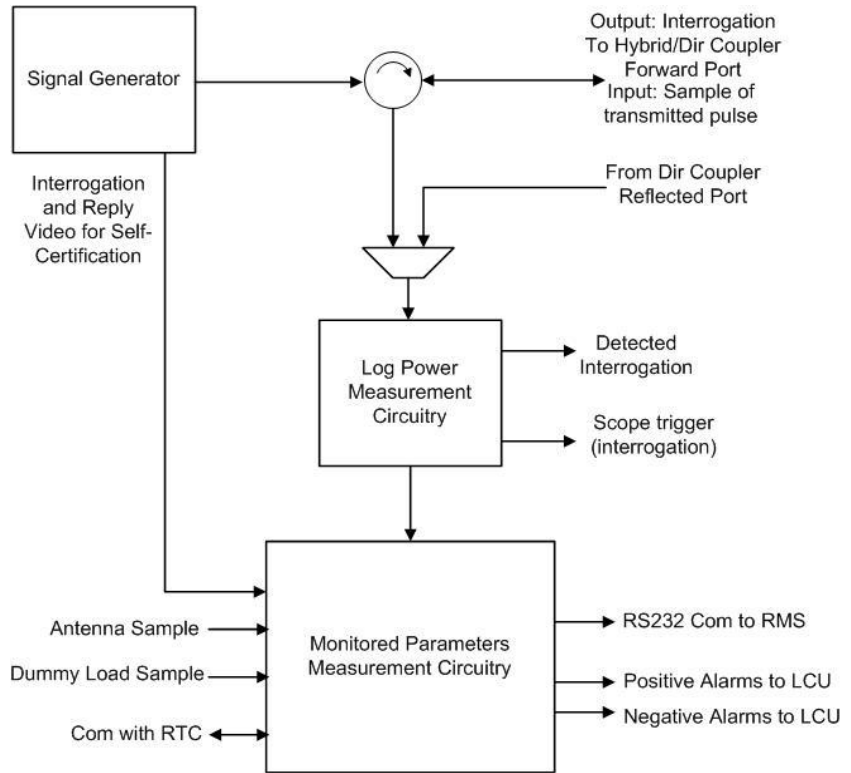 Signal Generator
Output: Interrogation
To Hybrid/Dir Coupler
Forward Port
Input: Sample of
transmitted pulse
Interrogation
and Reply
Video for Self-
Certification
From Dir Coupler
Reflected Port
Log Power
Measurement
Circuitry
Detected
Interrogation
Scope trigger
(interrogation)
Antenna Sample
Dummy Load Sample
Com with RTC
Monitored Parameters
Measurement Circuitry
RS232 Com to RMS
Positive Alarms to LCU
Negative Alarms to LCU